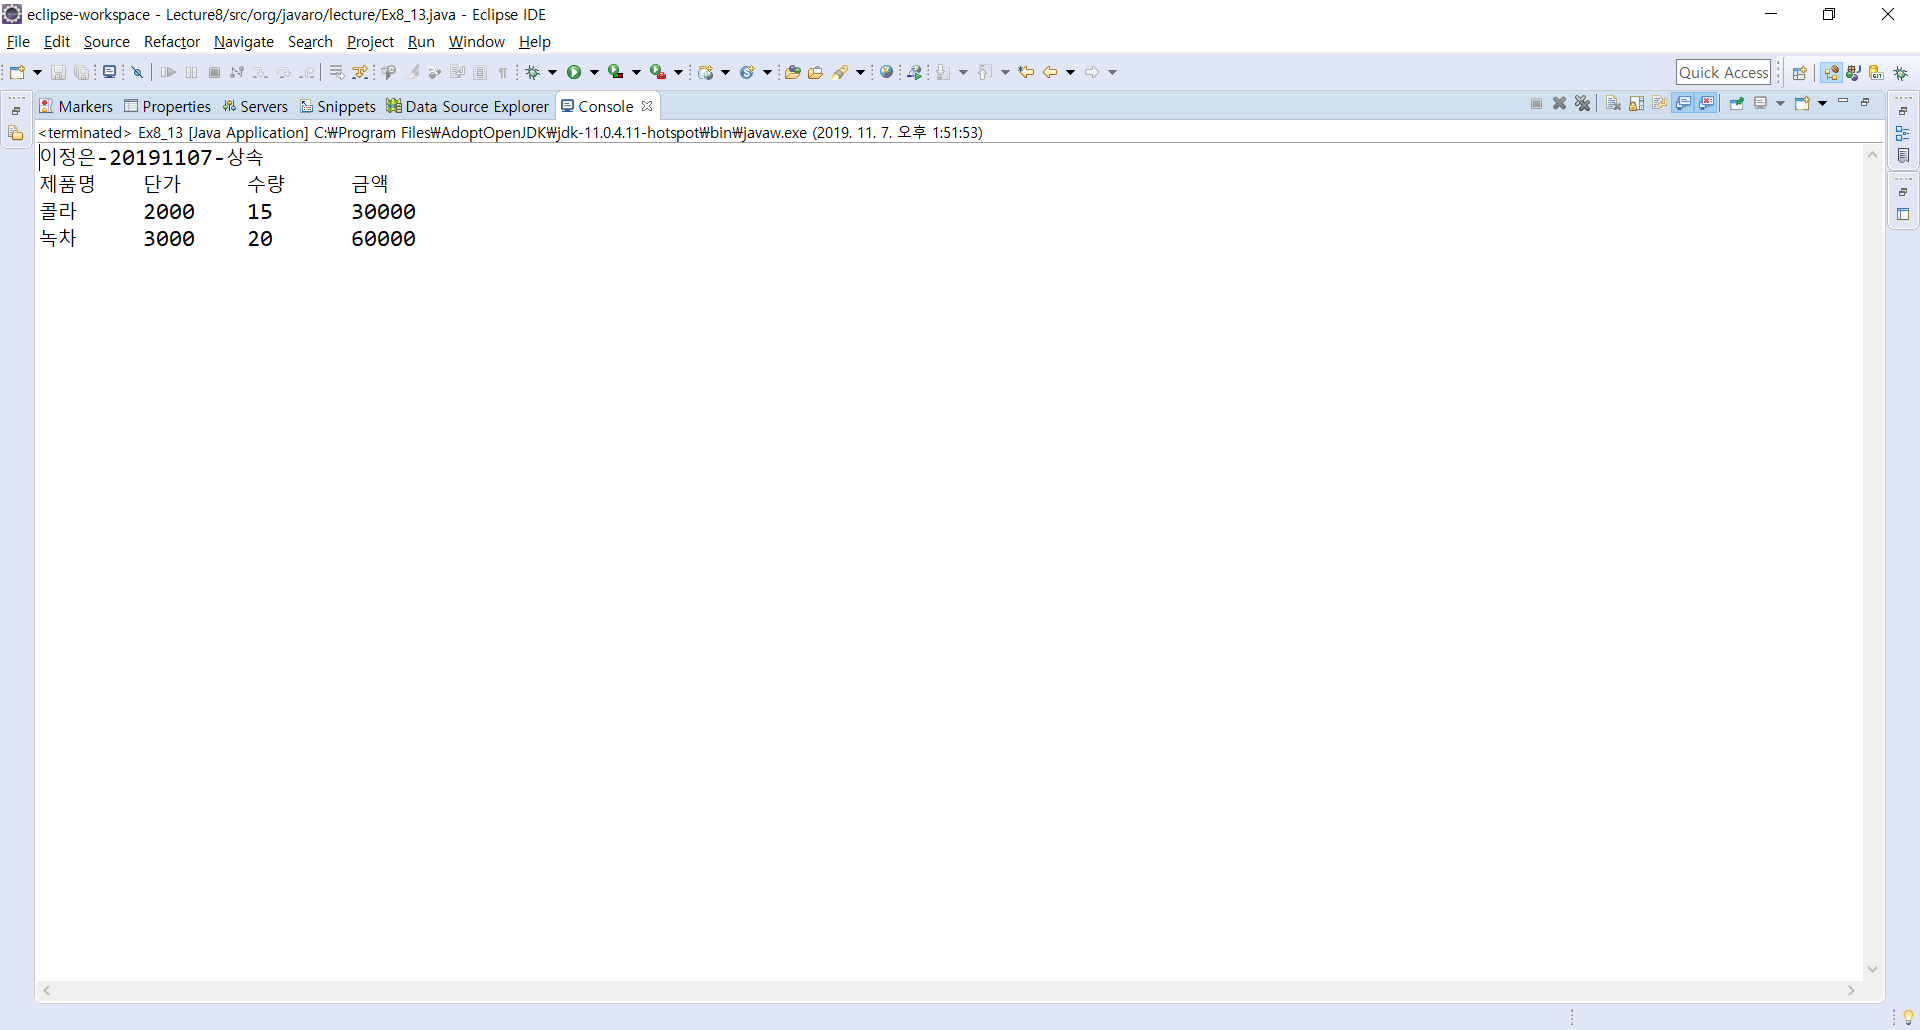 eclipse-workspace - Lecture8/src/org/javaro/lecture/Ex8_13.java - Eclipse IDE
File Edit Source Refactor Navigate Search Project Run Window Help
Quick Access
Markers Properties Servers Snippets Data Source Explorer Console
<terminated> Ex8_13 [Java Application] C:₩Program Files₩AdoptOpenJDK₩jdk-11.0.4.11-hotspot₩bin₩javaw.exe (2019. 11. 7. 오후 1:51:53)
이정은-20191107-상속
제품명 단가 수량 금액
콜라 2000 15 30000
녹차 3000 20 60000